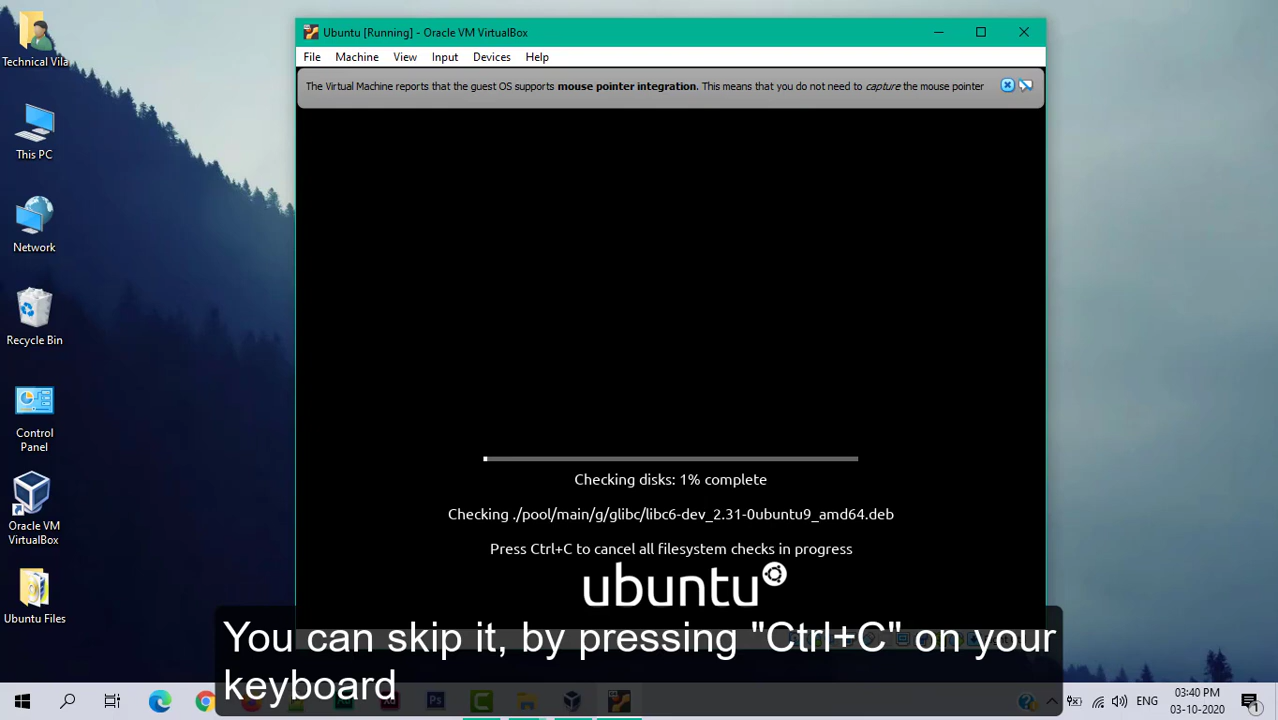 Ubuntu [Running] - Oracle VM VirtualBox
File Machine View Input Devices Help
The Virtual Machine reports that the guest OS supports mouse pointer integration. This means that you do not need to capture the mouse pointer
Technical Vila
This PC
Network
Recycle Bin
Control
Panel
Oracle VM
VirtualBox
Ubuntu Files
Checking disks: 1% complete
Checking ./pool/main/g/glibc/libc6-dev_2.31-0ubuntu9_amd64.deb
Press Ctrl+C to cancel all filesystem checks in progress
ubuntu
You can skip it, by pressing "Ctrl+C" on your
keyboard
Ps
ENG
03:40 PM
03-10-2020
1